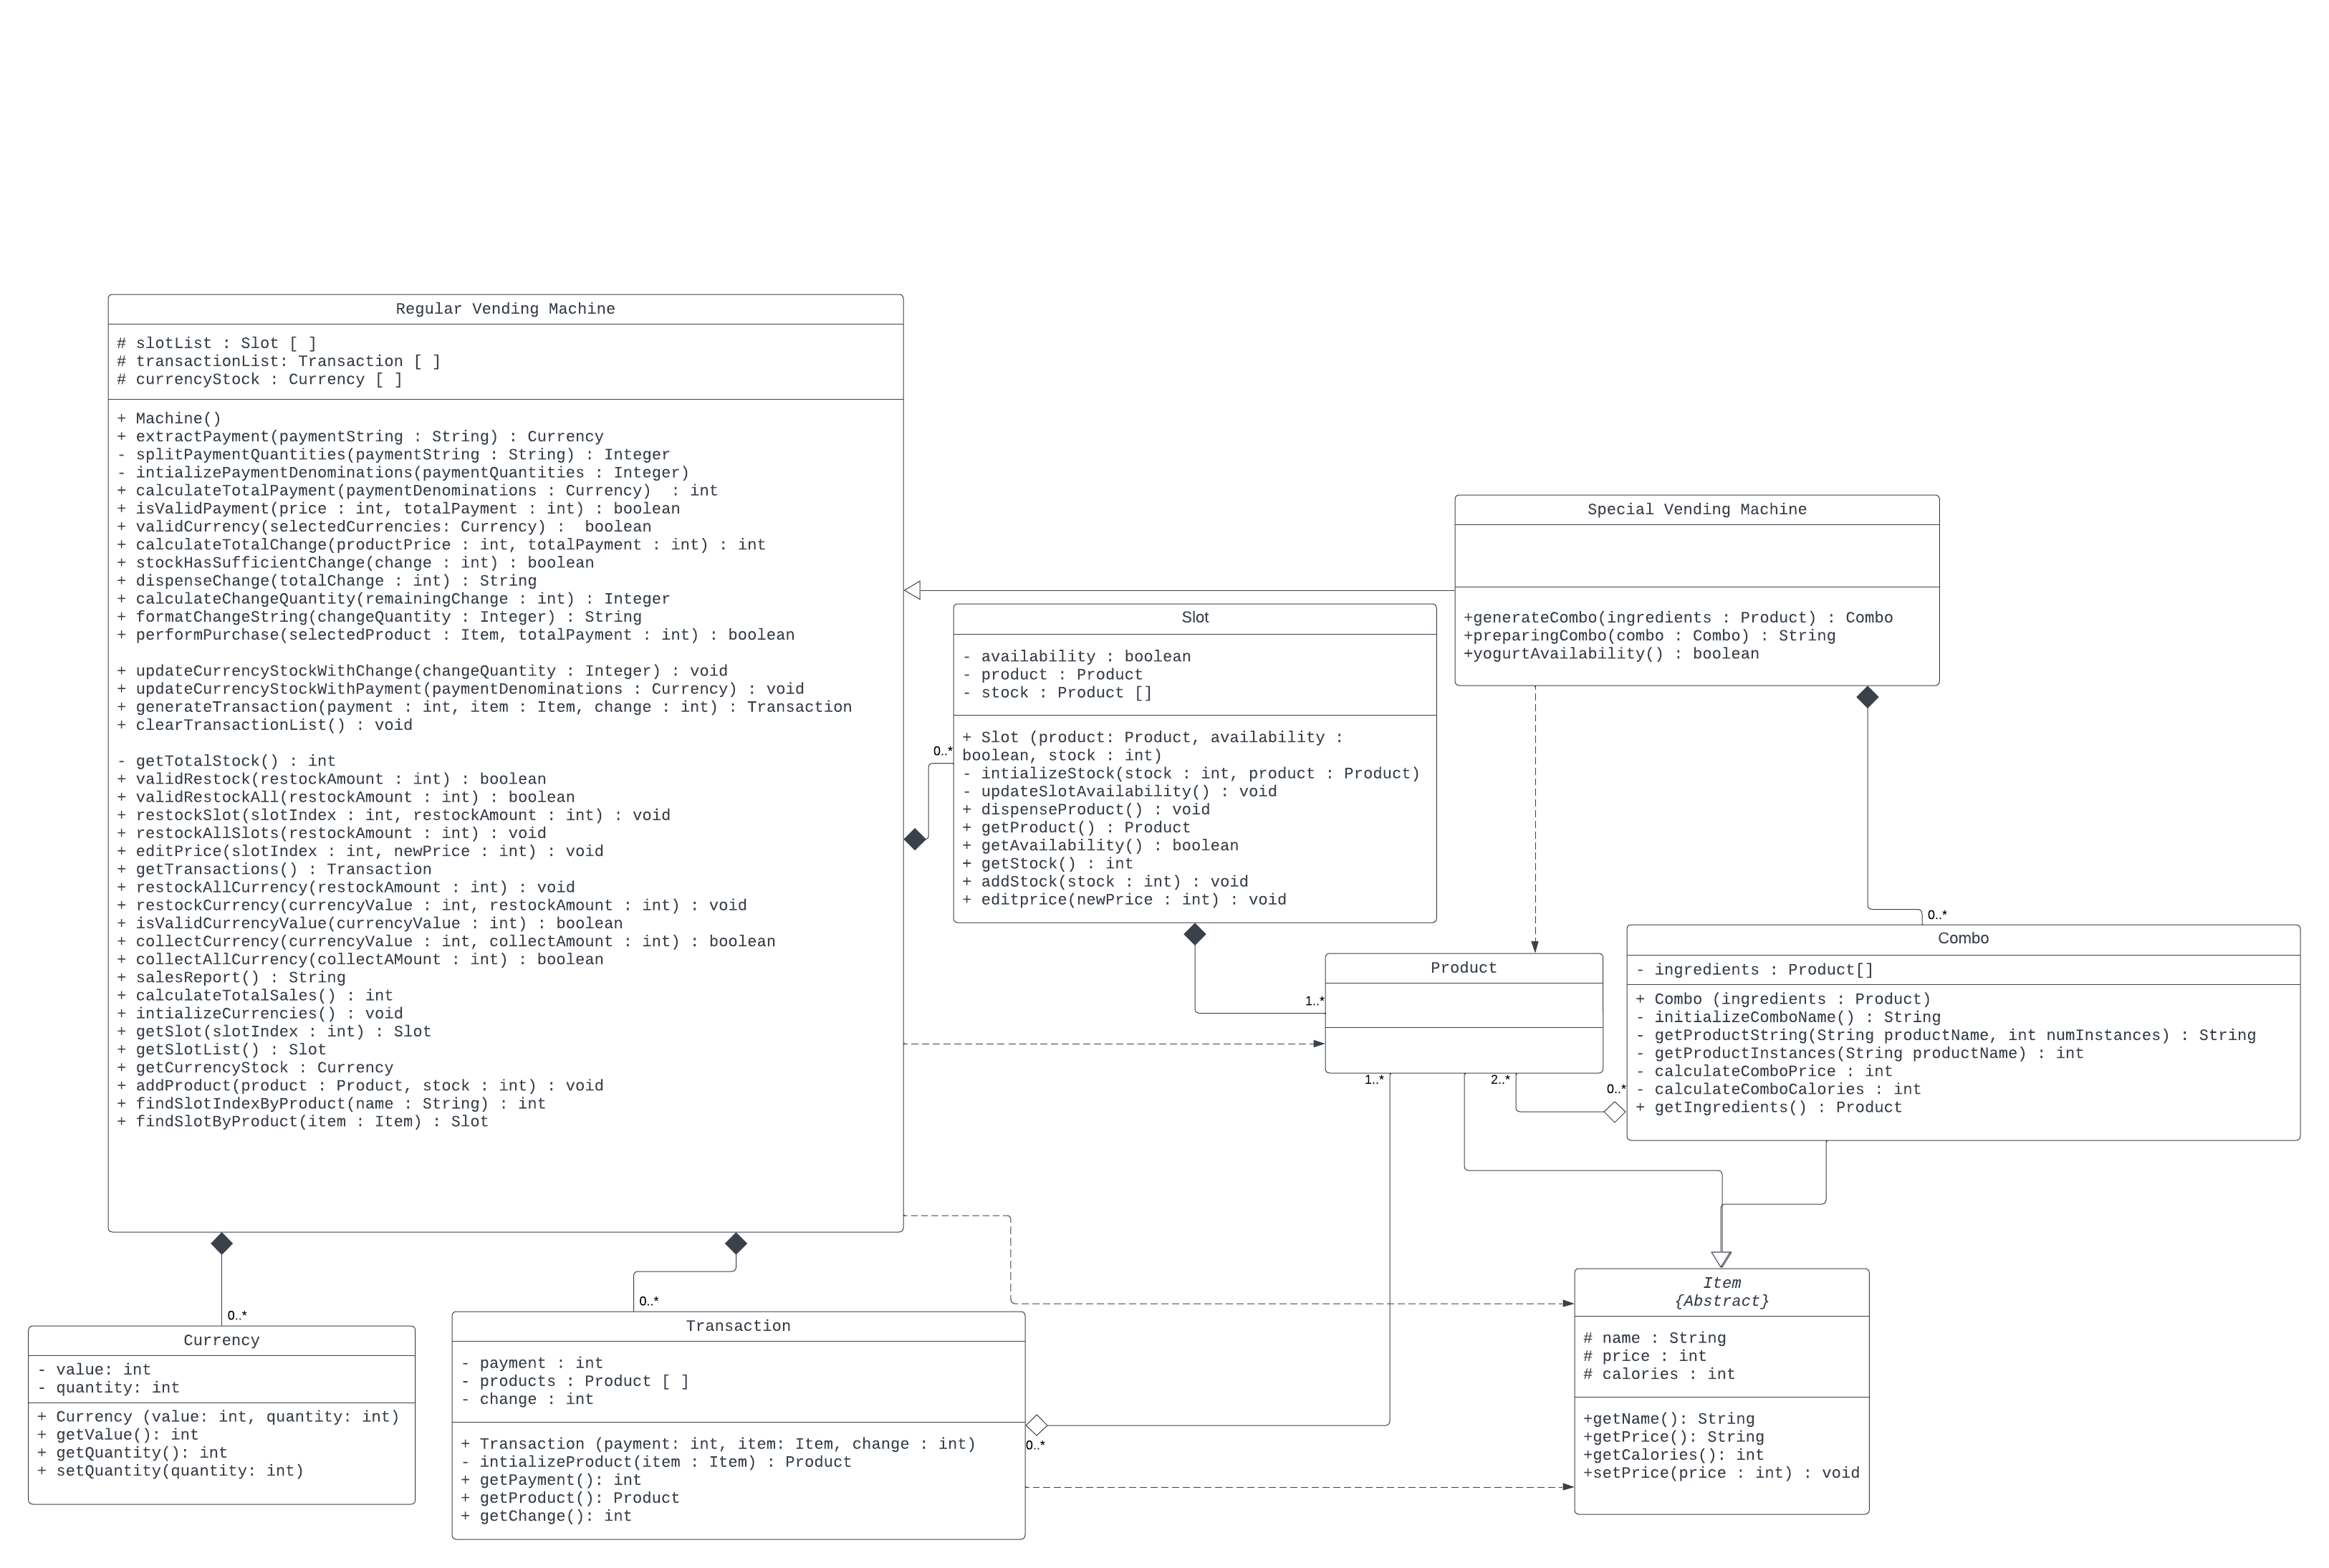 Regular Vending Machine
# slotList : Slot [ ]
# transactionList: Transaction [ ]
# currencyStock : Currency [ ]
+ Machine()
+ extractPayment(paymentString : String) : Currency
- splitPaymentQuantities(paymentString : String) : Integer
- intializePaymentDenominations(paymentQuantities : Integer)
+ calculateTotalPayment(paymentDenominations : Currency)  : int
+ isValidPayment(price : int, totalPayment : int) : boolean
+ validCurrency(selectedCurrencies: Currency) :  boolean
+ calculateTotalChange(productPrice : int, totalPayment : int) : int
+ stockHasSufficientChange(change : int) : boolean
+ dispenseChange(totalChange : int) : String
+ calculateChangeQuantity(remainingChange : int) : Integer
+ formatChangeString(changeQuantity : Integer) : String
+ performPurchase(selectedProduct : Item, totalPayment : int) : boolean
+ updateCurrencyStockWithChange(changeQuantity : Integer) : void
+ updateCurrencyStockWithPayment(paymentDenominations : Currency) : void
+ generateTransaction(payment : int, item : Item, change : int) : Transaction
+ clearTransactionList() : void
- getTotalStock() : int
+ validRestock(restockAmount : int) : boolean
+ validRestockAll(restockAmount : int) : boolean
+ restockSlot(slotIndex : int, restockAmount : int) : void
+ restockAllSlots(restockAmount : int) : void
+ editPrice(slotIndex : int, newPrice : int) : void
+ getTransactions() : Transaction
+ restockAllCurrency(restockAmount : int) : void
+ restockCurrency(currencyValue : int, restockAmount : int) : void
+ isValidCurrencyValue(currencyValue : int) : boolean
+ collectCurrency(currencyValue : int, collectAmount : int) : boolean
+ collectAllCurrency(collectAMount : int) : boolean
+ salesReport() : String
+ calculateTotalSales() : int
+ intializeCurrencies() : void
+ getSlot(slotIndex : int) : Slot
+ getSlotList() : Slot
+ getCurrencyStock : Currency
+ addProduct(product : Product, stock : int) : void
+ findSlotIndexByProduct(name : String) : int
+ findSlotByProduct(item : Item) : Slot
Special Vending Machine
+generateCombo(ingredients : Product) : Combo
+preparingCombo(combo : Combo) : String
+yogurtAvailability() : boolean
Slot
- availability : boolean
- product : Product
- stock : Product []
+ Slot (product: Product, availability :
boolean, stock : int)
- intializeStock(stock : int, product : Product)
- updateSlotAvailability() : void
+ dispenseProduct() : void
+ getProduct() : Product
+ getAvailability() : boolean
+ getStock() : int
+ addStock(stock : int) : void
+ editprice(newPrice : int) : void
0..*
0..*
Combo
- ingredients : Product[]
+ Combo (ingredients : Product)
- initializeComboName() : String
- getProductString(String productName, int numInstances) : String
- getProductInstances(String productName) : int
- calculateComboPrice : int
- calculateComboCalories : int
+ getIngredients() : Product
Product
1..*
1..*
2..*
0..*
Item
{Abstract}
# name : String
# price : int
# calories : int
+getName(): String
+getPrice(): String
+getCalories(): int
+setPrice(price : int) : void
0..*
0..*
Currency
- value: int
- quantity: int
+ Currency (value: int, quantity: int)
+ getValue(): int
+ getQuantity(): int
+ setQuantity(quantity: int)
Transaction
- payment : int
- products : Product [ ]
- change : int
+ Transaction (payment: int, item: Item, change : int)
- intializeProduct(item : Item) : Product
+ getPayment(): int
+ getProduct(): Product
+ getChange(): int
0..*